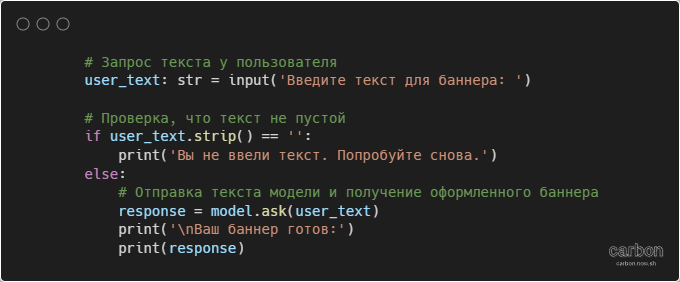 # Запрос текста у пользователя
user_text: str = input('Введите текст для баннера: ')
# Проверка, что текст не пустой
if user_text.strip() == '':
print('Вы не ввели текст. Попробуйте снова.')
else:
# Отправка текста модели и получение оформленного баннера
response = model.ask(user_text)
print('\nВаш баннер готов:')
print(response)
carbon
carbon.now.sh